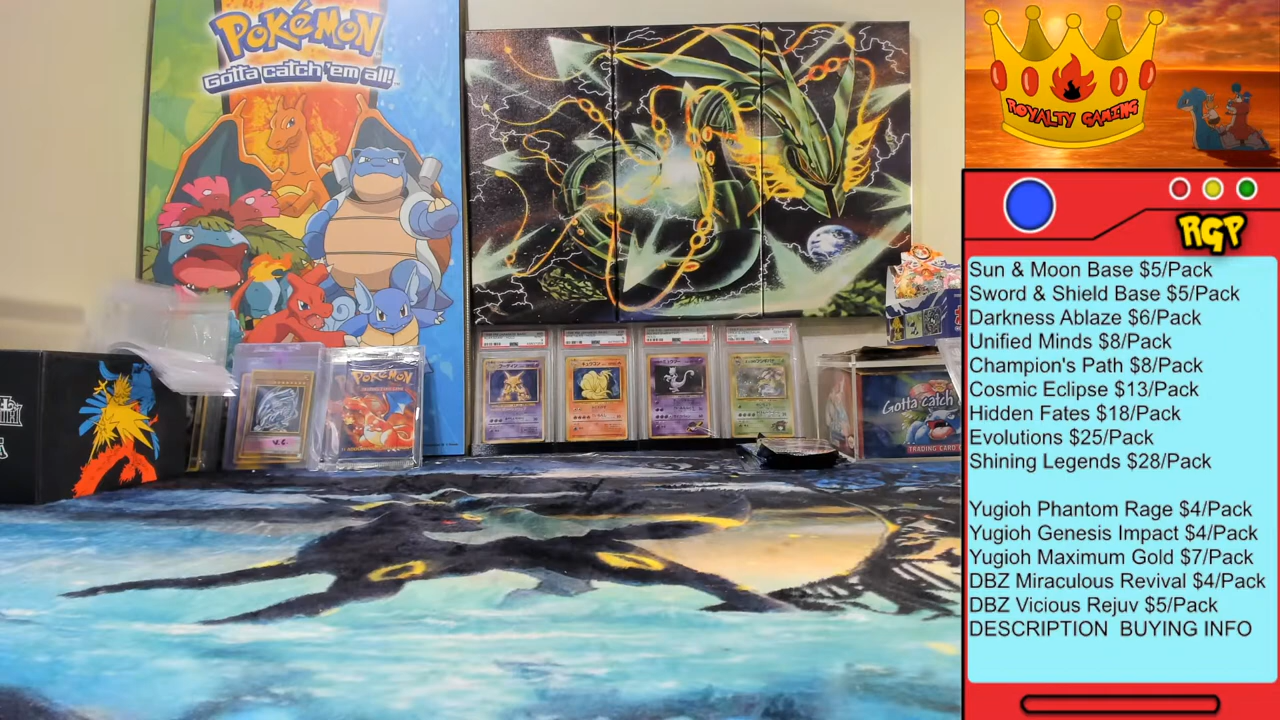 POKéMON
Gotta catch 'em all!
POKéMON
V.C.
Gotta catch
TRADING CARD
ROYALTY GAMING
RGP
Sun & Moon Base $5/Pack
Sword & Shield Base $5/Pack
Darkness Ablaze $6/Pack
Unified Minds $8/Pack
Champion's Path $8/Pack
Cosmic Eclipse $13/Pack
Hidden Fates $18/Pack
Evolutions $25/Pack
Shining Legends $28/Pack
Yugioh Phantom Rage $4/Pack
Yugioh Genesis Impact $4/Pack
Yugioh Maximum Gold $7/Pack
DBZ Miraculous Revival $4/Pack
DBZ Vicious Rejuv $5/Pack
DESCRIPTION BUYING INFO